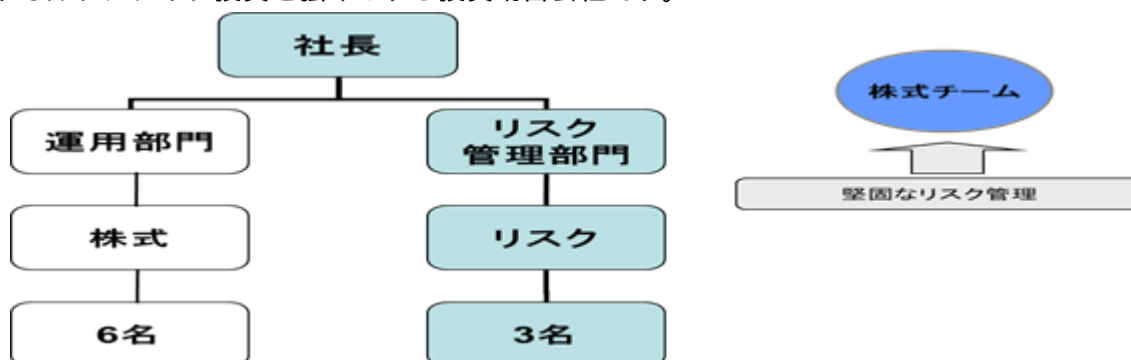 社長
運用部門
リスク
管理部門
株式
リスク
6名
3名
株式チーム
堅固なリスク管理